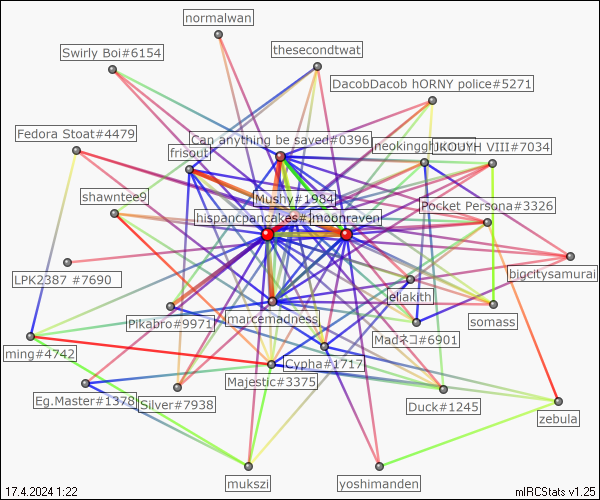 normalwan
thesecondtwat
Swirly Boi#6154
DacobDacob hORNY police#5271
Fedora Stoat#4479
Can anything be saved#0396
JKOUYH VIII#7034
frisout
shawntee9
Mushy#1984
Pocket Persona#3326
hispancpancakes#
moonraven
LPK2387 #7690
bigcitysamurai
eliakith
somass
Pikabro#9971
marcemadness
Madネコ#6901
ming#4742
Cypha#1717
Majestic#3375
Eg.Master#1378
Silver#7938
Duck#1245
zebula
mukszi
yoshimanden
17.4.2024 1:22
mIRCStats v1.25